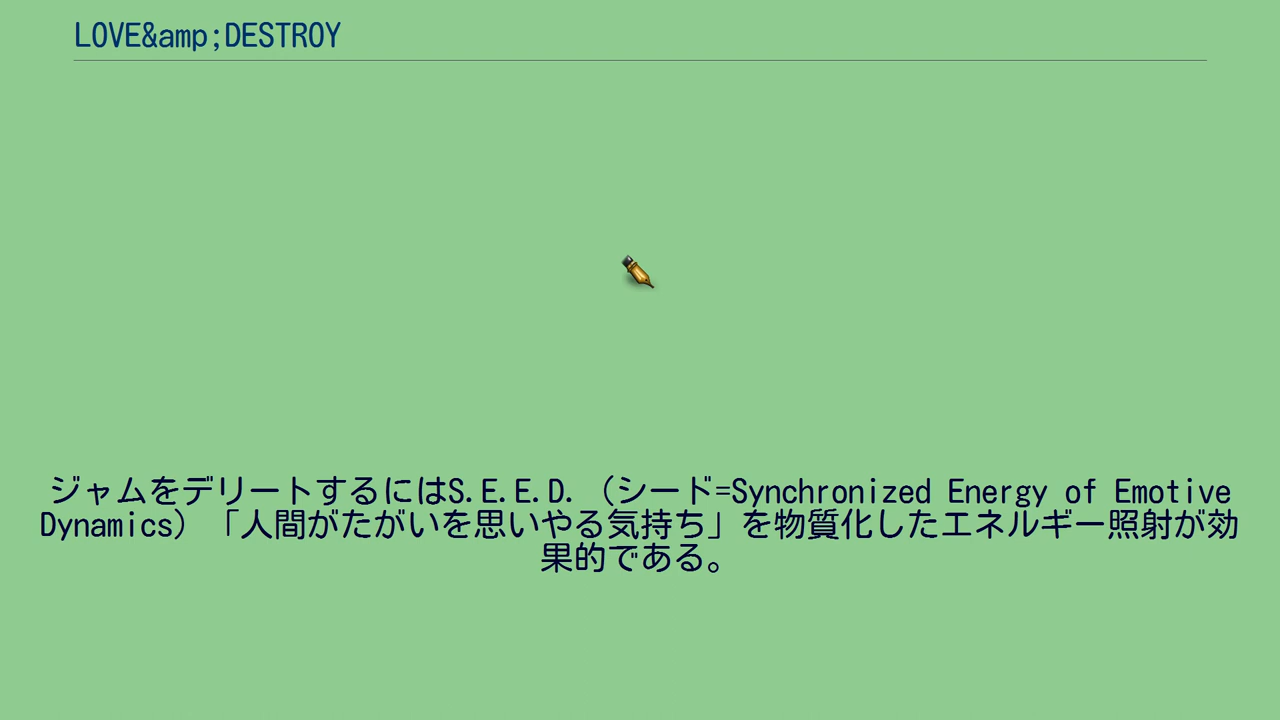 LOVE&amp;DESTROY
ジャムをデリートするにはS.E.E.D.（シード=Synchronized Energy of Emotive
Dynamics）「人間がたがいを思いやる気持ち」を物質化したエネルギー照射が効
果的である。